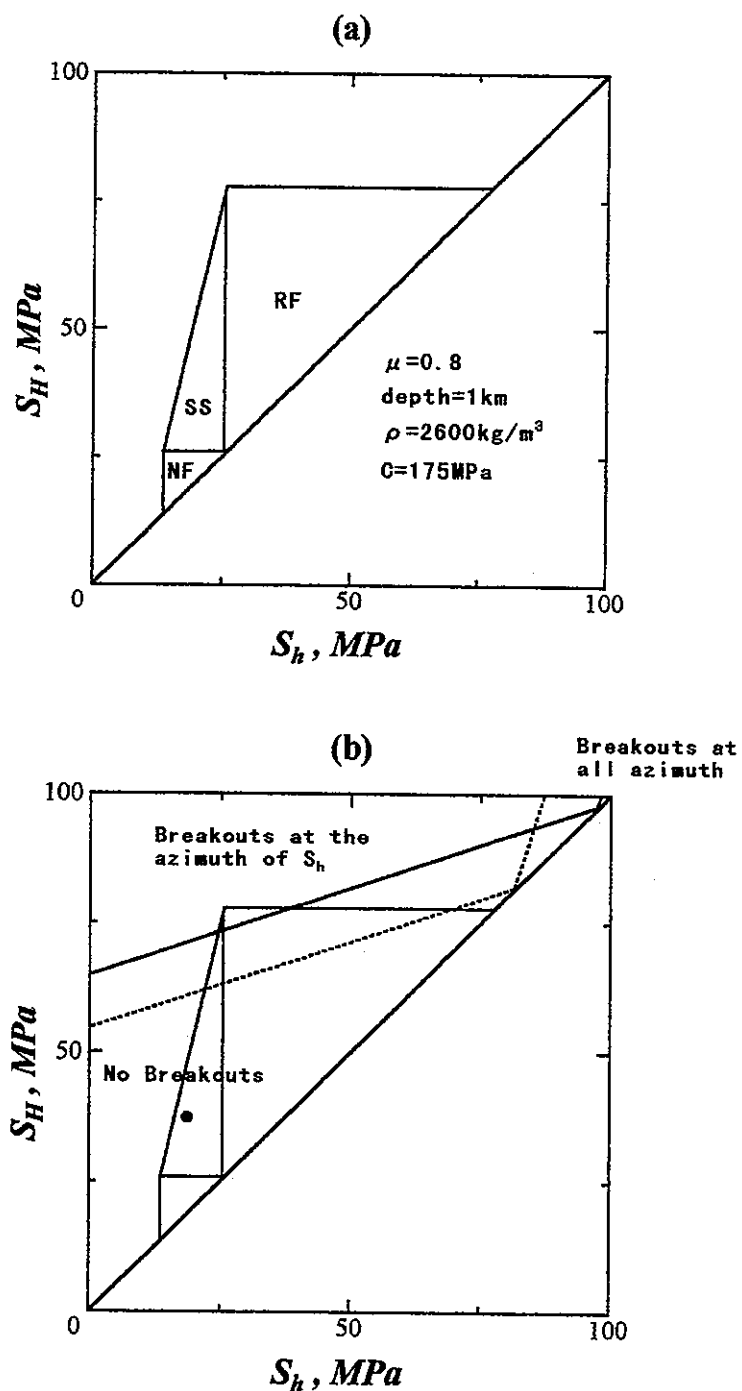 (a)
100
50
0
50
100
S_H, MPa
S_h, MPa
RF
SS
NF
μ=0.8
depth=1km
ρ=2600kg/m³
C=175MPa
(b)
Breakouts at
all azimuth
100
50
0
50
100
S_H, MPa
S_h, MPa
Breakouts at the
azimuth of S_h
No Breakouts